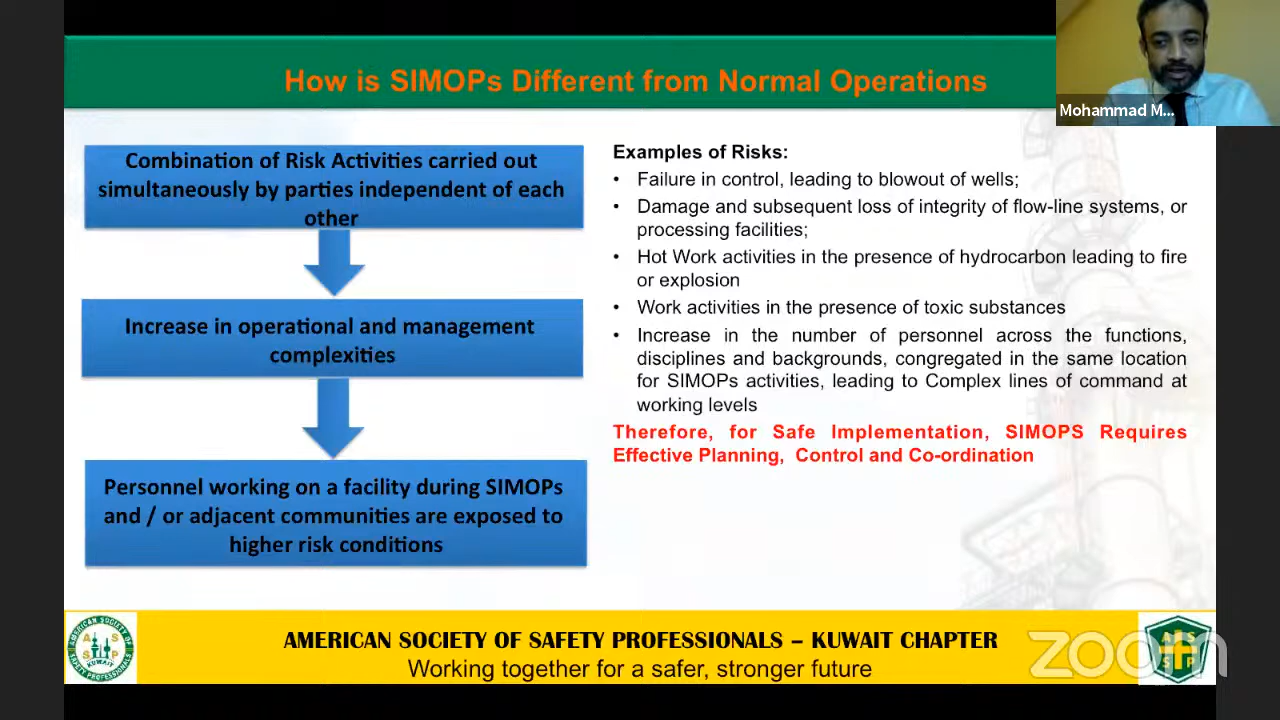 How is SIMOPs Different from Normal Operations
Mohammad M...
Combination of Risk Activities carried out
simultaneously by parties independent of each
other
Increase in operational and management
complexities
Personnel working on a facility during SIMOPs
and / or adjacent communities are exposed to
higher risk conditions
Examples of Risks:
• Failure in control, leading to blowout of wells;
• Damage and subsequent loss of integrity of flow-line systems, or
processing facilities;
• Hot Work activities in the presence of hydrocarbon leading to fire
or explosion
• Work activities in the presence of toxic substances
• Increase in the number of personnel across the functions,
disciplines and backgrounds, congregated in the same location
for SIMOPs activities, leading to Complex lines of command at
working levels
Therefore, for Safe Implementation, SIMOPS Requires
Effective Planning, Control and Co-ordination
AMERICAN SOCIETY OF SAFETY PROFESSIONALS – KUWAIT CHAPTER
Working together for a safer, stronger future
AMERICAN SOCIETY OF
SAFETY PROFESSIONALS
A S
S P
KUWAIT
zoom
A S
S P